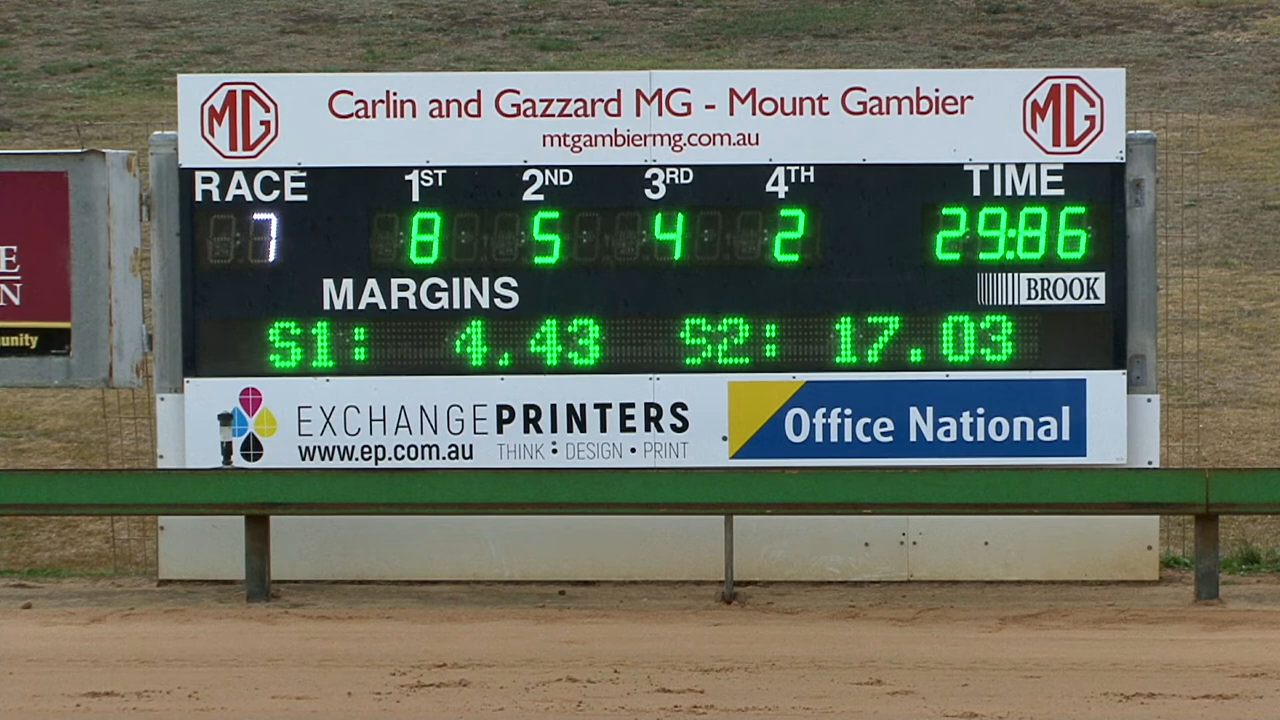 MG Carlin and Gazzard MG - Mount Gambier MG
mtgambiermg.com.au
RACE 1ST 2ND 3RD 4TH TIME
7 8 5 4 2 29:86
MARGINS BROOK
S1: 4.43 S2: 17.03
EXCHANGEPRINTERS
www.ep.com.au THINK : DESIGN • PRINT
Office National
E
N
unity